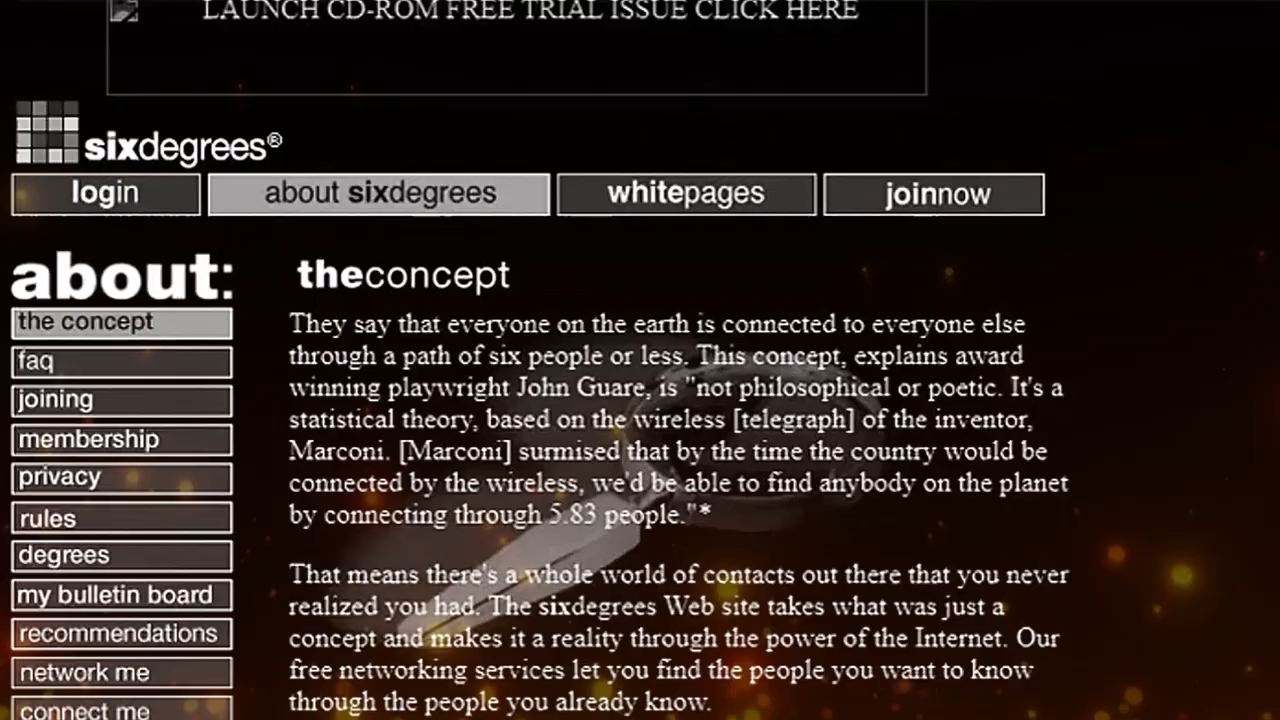 LAUNCH CD-ROM FREE TRIAL ISSUE CLICK HERE
sixdegrees®
login
about sixdegrees
whitepages
joinnow
about:
the concept
faq
joining
membership
privacy
rules
degrees
my bulletin board
recommendations
network me
connect me
theconcept
They say that everyone on the earth is connected to everyone else
through a path of six people or less. This concept, explains award
winning playwright John Guare, is "not philosophical or poetic. It's a
statistical theory, based on the wireless [telegraph] of the inventor,
Marconi. [Marconi] surmised that by the time the country would be
connected by the wireless, we'd be able to find anybody on the planet
by connecting through 5.83 people."*
That means there's a whole world of contacts out there that you never
realized you had. The sixdegrees Web site takes what was just a
concept and makes it a reality through the power of the Internet. Our
free networking services let you find the people you want to know
through the people you already know.